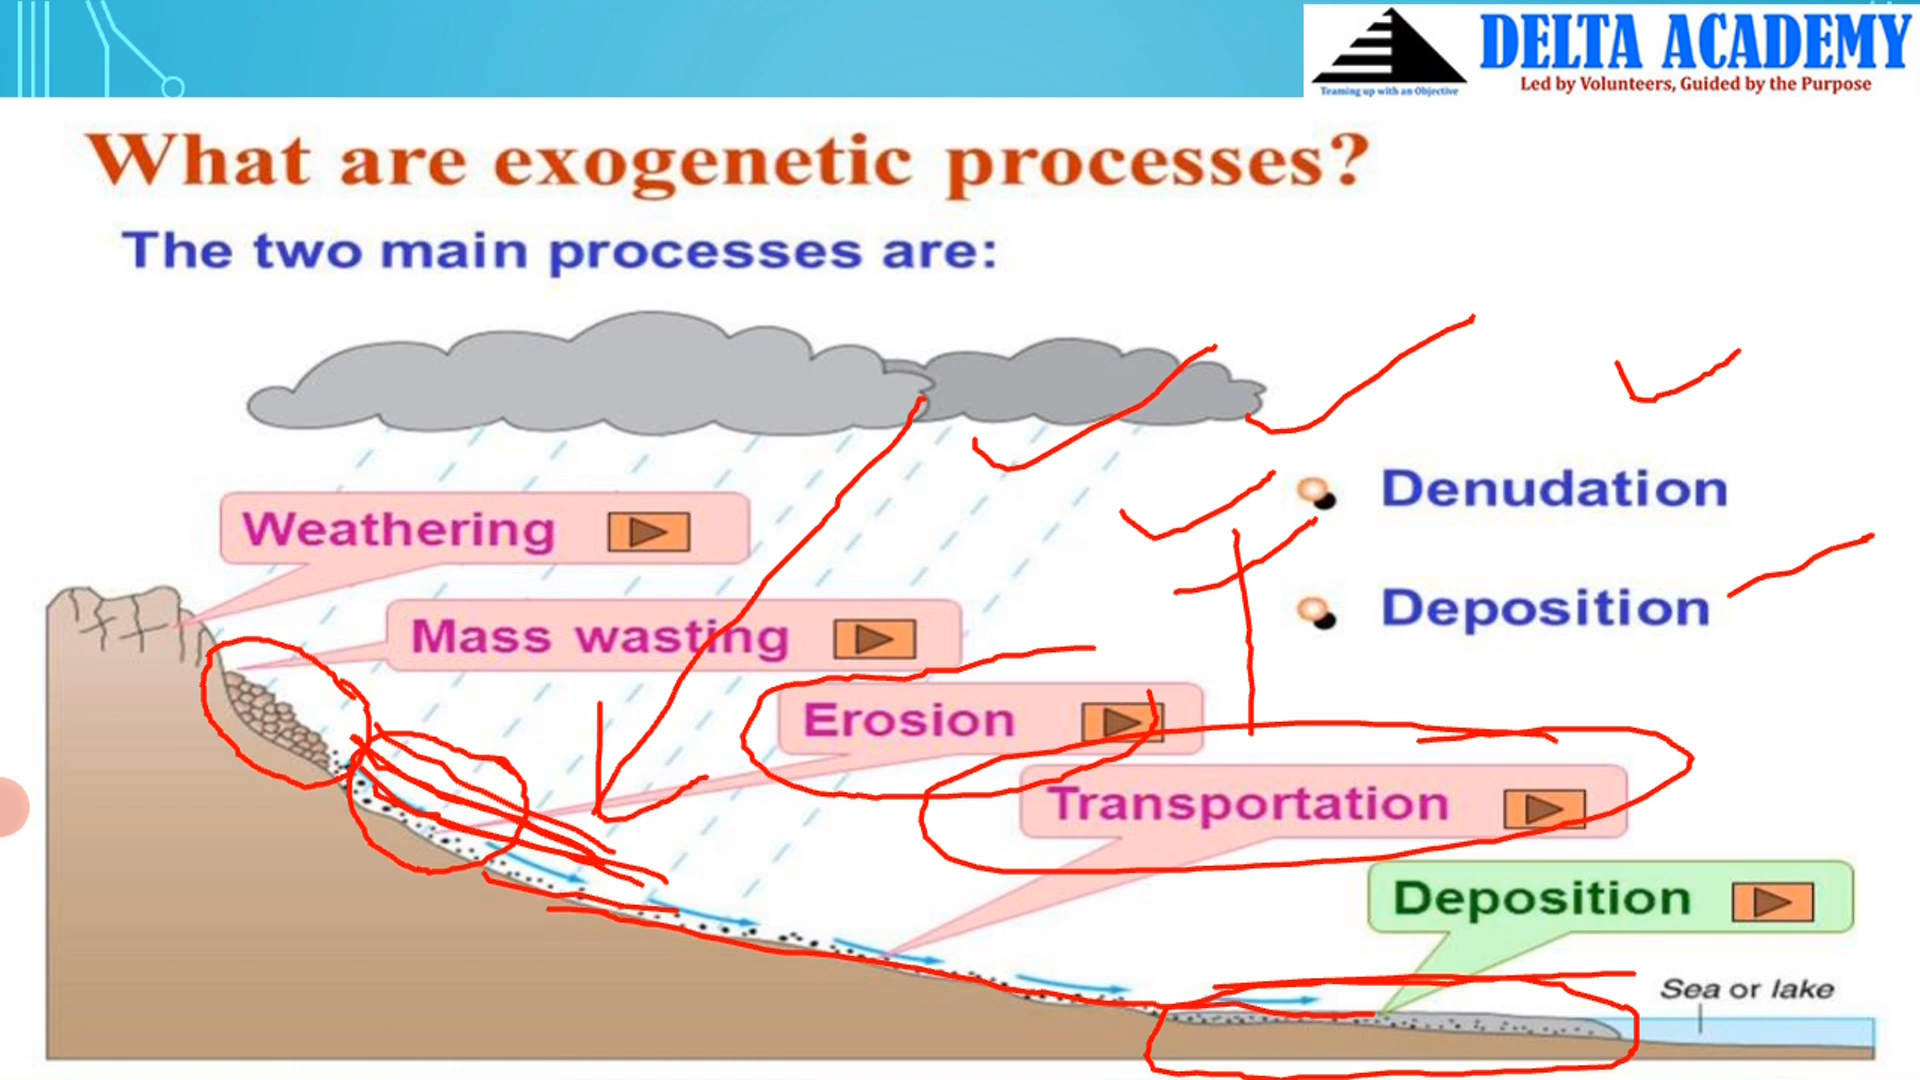 DELTA ACADEMY
Led by Volunteers, Guided by the Purpose
Teaming up with an Objective
What are exogenetic processes?
The two main processes are:
Denudation
Deposition
Weathering
Mass wasting
Erosion
Transportation
Deposition
Sea or lake